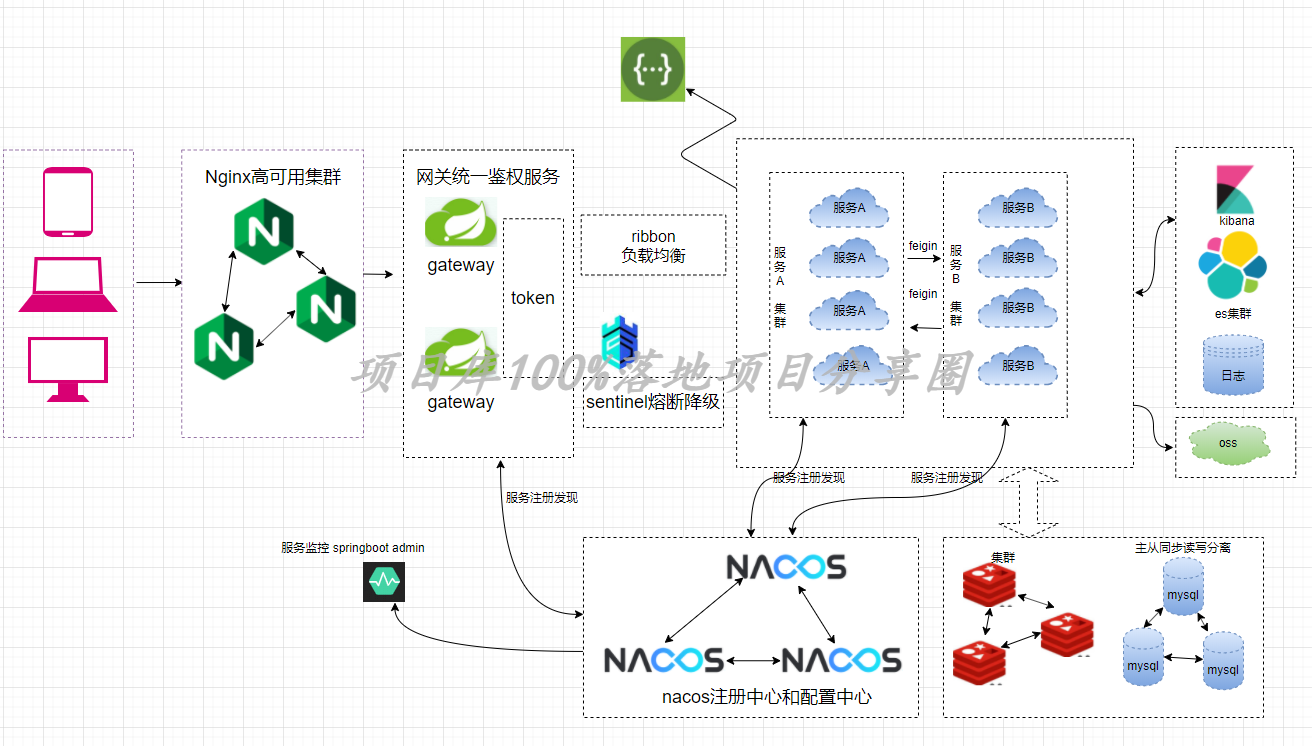 {...}
Nginx高可用集群
N
N
N
网关统一鉴权服务
gateway
token
gateway
ribbon
负载均衡
sentinel熔断降级
服务A
服务A
服务A
服务A
服务A 集群
feigin
feigin
服务B
服务B
服务B
服务B
服务B 集群
kibana
es集群
日志
oss
项目库100%落地项目分享圈
服务注册发现
服务注册发现
服务注册发现
服务监控 springboot admin
NACOS
NACOS
NACOS
nacos注册中心和配置中心
集群
主从同步读写分离
mysql
mysql
mysql